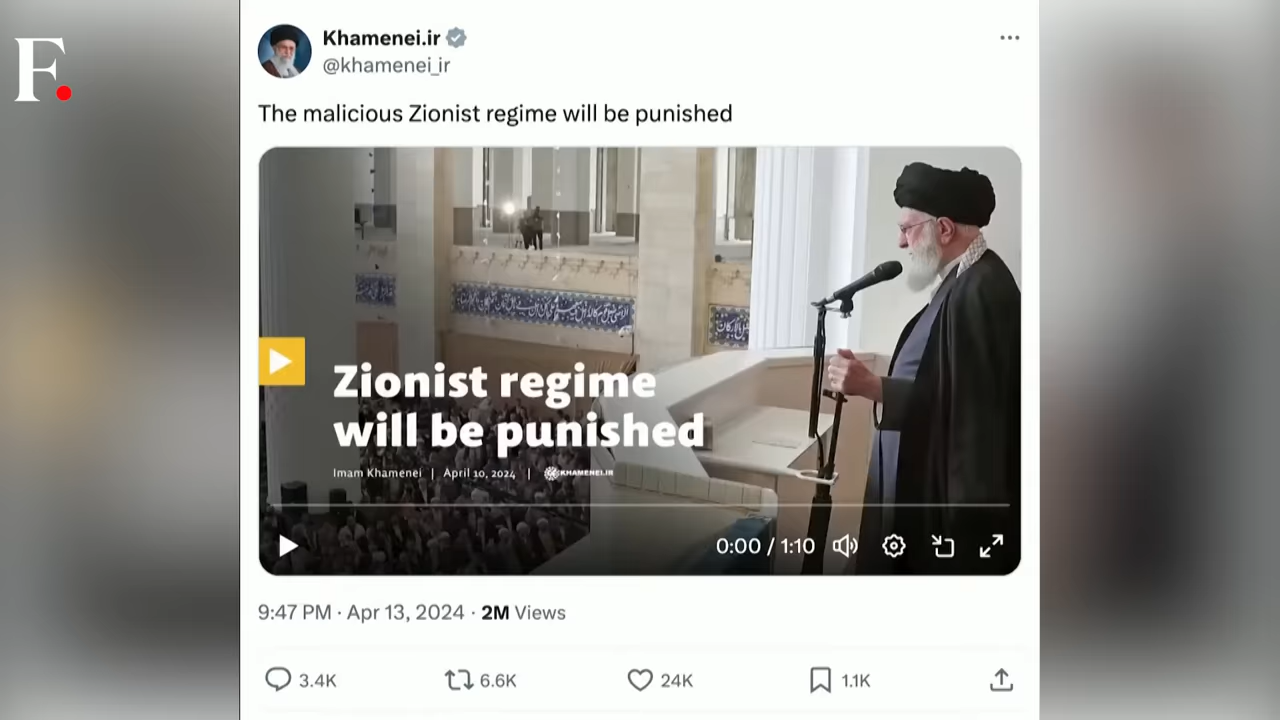 F.
Khamenei.ir
@khamenei_ir
The malicious Zionist regime will be punished
Zionist regime
will be punished
Imam Khamenei | April 10, 2024 | KHAMENEI.IR
0:00 / 1:10
9:47 PM · Apr 13, 2024 · 2M Views
3.4K 6.6K 24K 1.1K